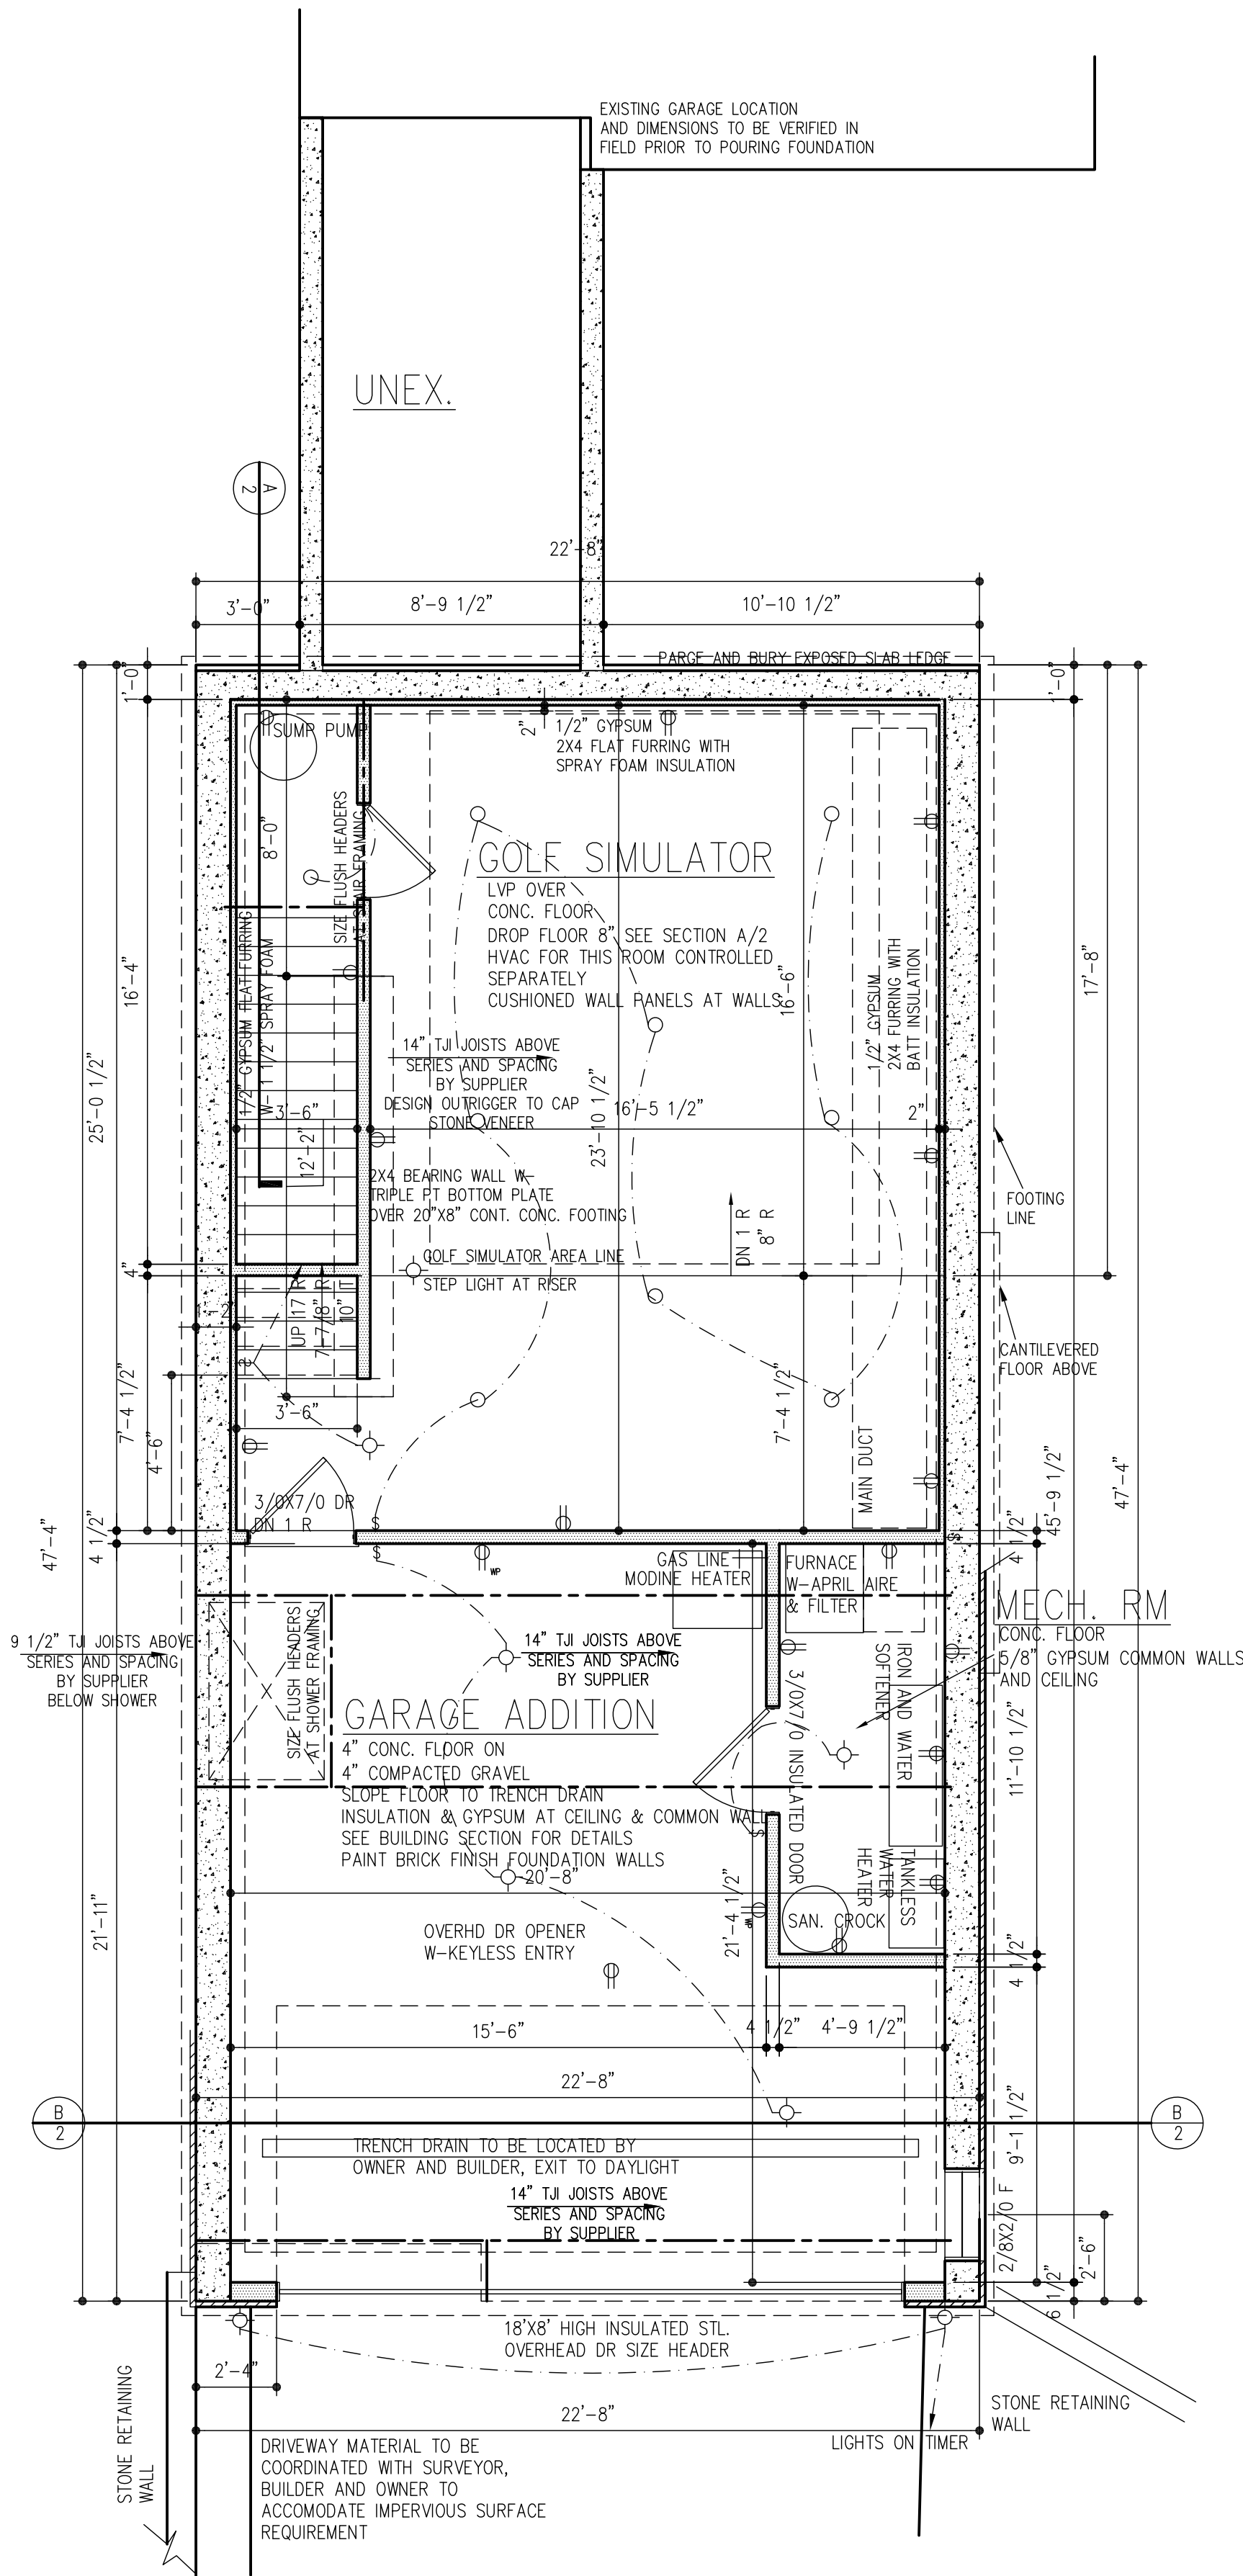 EXISTING GARAGE LOCATION
AND DIMENSIONS TO BE VERIFIED IN
FIELD PRIOR TO POURING FOUNDATION
UNEX.
A
2
22'-8"
3'-0"
8'-9 1/2"
10'-10 1/2"
PARGE AND BURY EXPOSED SLAB LEDGE
1'-0"
1'-0"
SUMP PUMP
2"
1/2" GYPSUM
2X4 FLAT FURRING WITH
SPRAY FOAM INSULATION
8'-0"
SIZE FLUSH HEADERS
AT STAIR FRAMING
GOLF SIMULATOR
LVP OVER
CONC. FLOOR
DROP FLOOR 8" SEE SECTION A/2
HVAC FOR THIS ROOM CONTROLLED
SEPARATELY
CUSHIONED WALL PANELS AT WALLS
1/2" GYPSUM FLAT FURRING
W-1 1/2" SPRAY FOAM
16'-4"
16'-6"
1/2" GYPSUM
2X4 FURRING WITH
BATT INSULATION
17'-8"
25'-0 1/2"
14" TJI JOISTS ABOVE
SERIES AND SPACING
BY SUPPLIER
DESIGN OUTRIGGER TO CAP
STONE VENEER
3'-6"
12'-2"
23'-10 1/2"
16'-5 1/2"
2"
2X4 BEARING WALL W-
TRIPLE PT BOTTOM PLATE
OVER 20"X8" CONT. CONC. FOOTING
FOOTING
LINE
DN 1 R
8" R
GOLF SIMULATOR AREA LINE
STEP LIGHT AT RISER
4"
1'-2"
UP 17 R
7-7/8" R
10" T
CANTILEVERED
FLOOR ABOVE
7'-4 1/2"
4'-6"
3'-6"
7'-4 1/2"
MAIN DUCT
45'-9 1/2"
47'-4"
3/0X7/0 DR
DN 1 R
S
S
S
47'-4"
4 1/2"
4 1/2"
WP
GAS LINE
MODINE HEATER
FURNACE
W-APRIL AIRE
& FILTER
MECH. RM
CONC. FLOOR
5/8" GYPSUM COMMON WALLS
AND CEILING
9 1/2" TJI JOISTS ABOVE
SERIES AND SPACING
BY SUPPLIER
BELOW SHOWER
SIZE FLUSH HEADERS
AT SHOWER FRAMING
14" TJI JOISTS ABOVE
SERIES AND SPACING
BY SUPPLIER
3/0X7/0 INSULATED DOOR
IRON AND WATER
SOFTENER
11'-10 1/2"
GARAGE ADDITION
4" CONC. FLOOR ON
4" COMPACTED GRAVEL
SLOPE FLOOR TO TRENCH DRAIN
INSULATION & GYPSUM AT CEILING & COMMON WALL
SEE BUILDING SECTION FOR DETAILS
PAINT BRICK FINISH FOUNDATION WALLS
S
20'-8"
21'-11"
21'-4 1/2"
TANKLESS
WATER
HEATER
WP
SAN. CROCK
OVERHD DR OPENER
W-KEYLESS ENTRY
4 1/2"
15'-6"
4 1/2"
4'-9 1/2"
22'-8"
B
2
B
2
9'-1 1/2"
TRENCH DRAIN TO BE LOCATED BY
OWNER AND BUILDER, EXIT TO DAYLIGHT
14" TJI JOISTS ABOVE
SERIES AND SPACING
BY SUPPLIER
2/8X2/0 F
2'-6"
6 1/2"
18'X8' HIGH INSULATED STL.
OVERHEAD DR SIZE HEADER
2'-4"
22'-8"
STONE RETAINING
WALL
STONE RETAINING
WALL
LIGHTS ON TIMER
DRIVEWAY MATERIAL TO BE
COORDINATED WITH SURVEYOR,
BUILDER AND OWNER TO
ACCOMODATE IMPERVIOUS SURFACE
REQUIREMENT